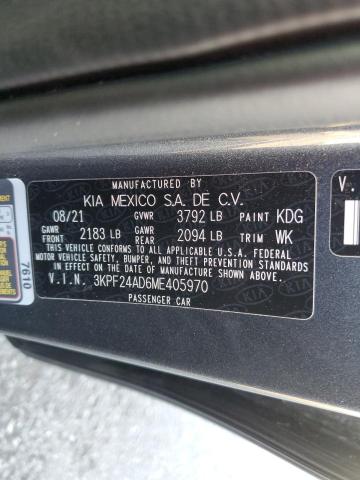 MANUFACTURED BY
KIA MEXICO S.A. DE C.V.
08/21 GVWR 3792 LB PAINT KDG
GAWR FRONT 2183 LB GAWR REAR 2094 LB TRIM WK
THIS VEHICLE CONFORMS TO ALL APPLICABLE U.S. FEDERAL
MOTOR VEHICLE SAFETY, BUMPER, AND THEFT PREVENTION
STANDARDS IN EFFECT ON THE DATE OF MANUFACTURE
V.I.N. 3KPF24AD6ME405970
PASSENGER CAR
7610
V.